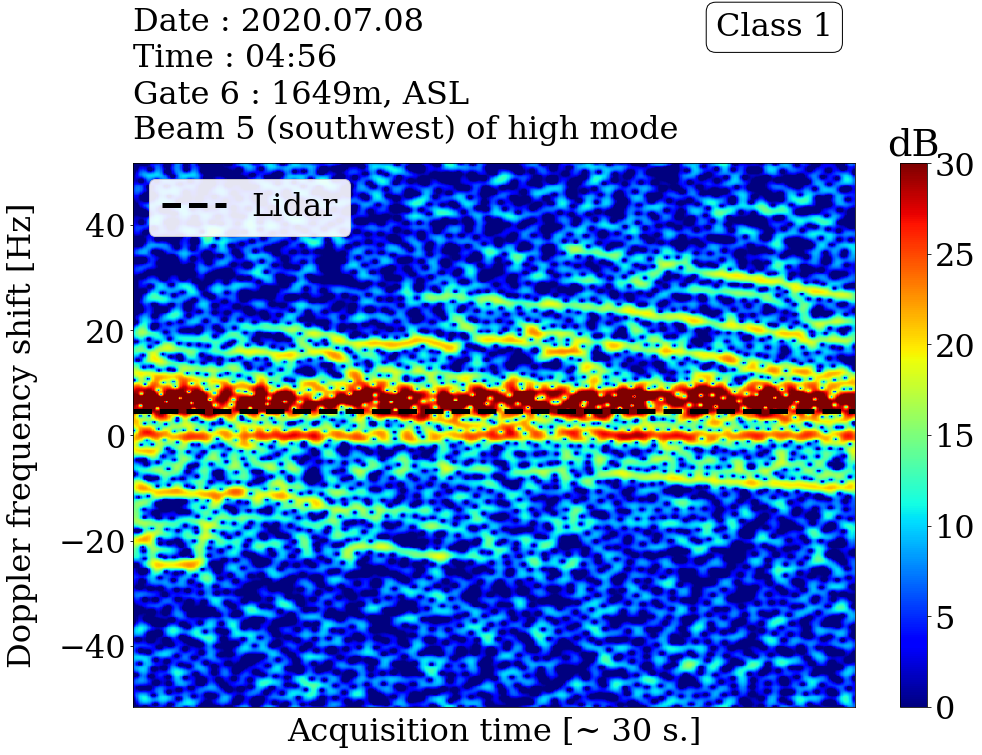 Date : 2020.07.08
Time : 04:56
Gate 6 : 1649m, ASL
Beam 5 (southwest) of high mode
Class 1
dB
Lidar
Doppler frequency shift [Hz]
40
20
0
−20
−40
Acquisition time [~ 30 s.]
30
25
20
15
10
5
0